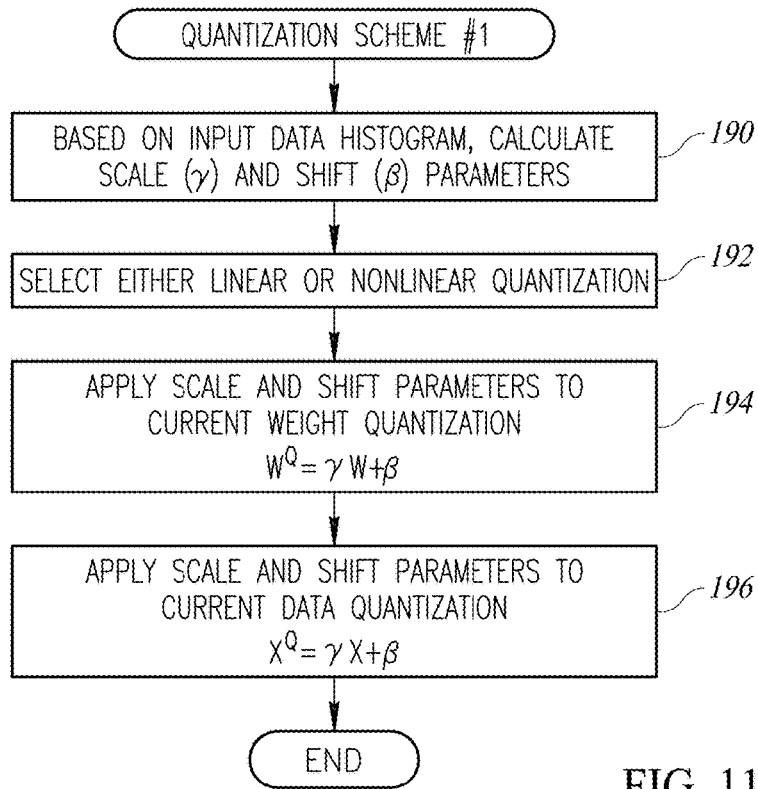 QUANTIZATION SCHEME #1
BASED ON INPUT DATA HISTOGRAM, CALCULATE
SCALE (γ) AND SHIFT (β) PARAMETERS
190
SELECT EITHER LINEAR OR NONLINEAR QUANTIZATION
192
APPLY SCALE AND SHIFT PARAMETERS TO
CURRENT WEIGHT QUANTIZATION
W^Q = γ W+β
194
APPLY SCALE AND SHIFT PARAMETERS TO
CURRENT DATA QUANTIZATION
X^Q = γ X+β
196
END
FIG. 11